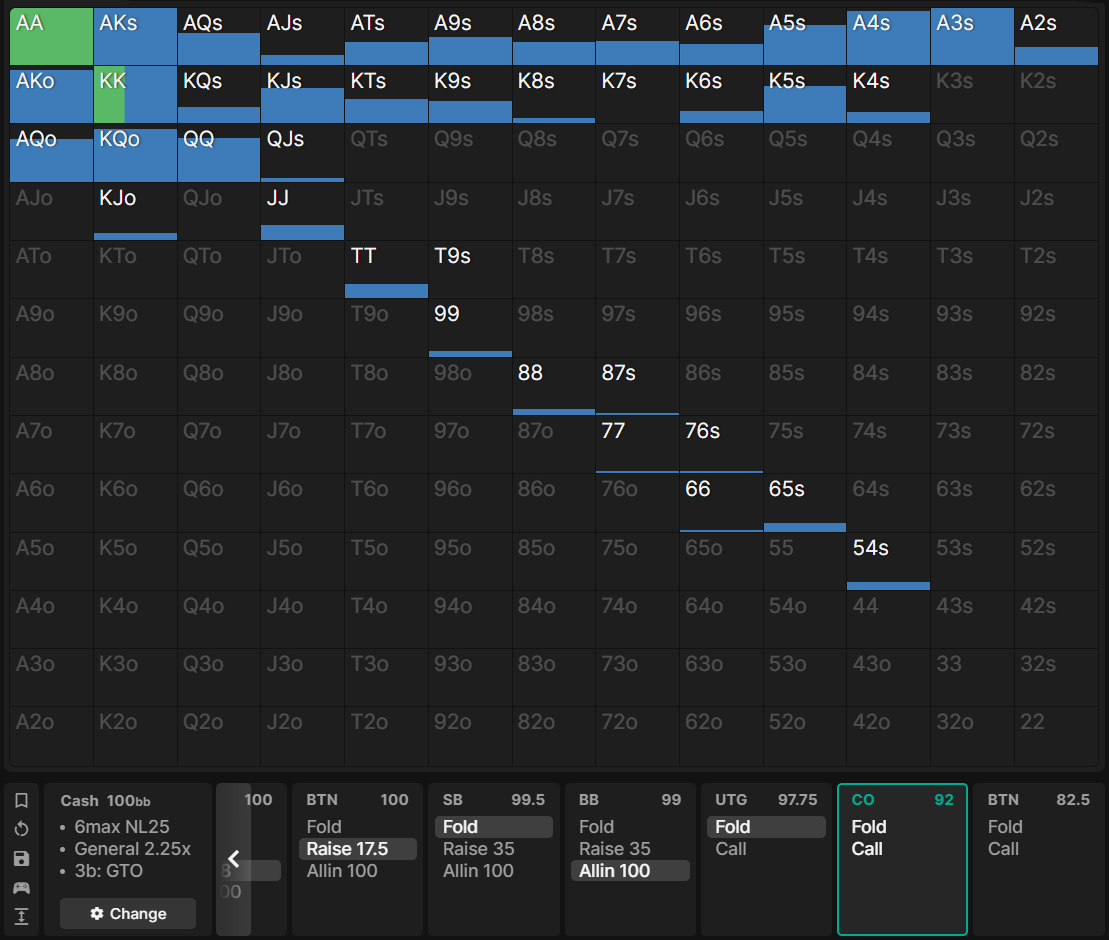 AA AKs AQs AJs ATs A9s A8s A7s A6s A5s A4s A3s A2s
AKo KK KQs KJs KTs K9s K8s K7s K6s K5s K4s K3s K2s
AQo KQo QQ QJs QTs Q9s Q8s Q7s Q6s Q5s Q4s Q3s Q2s
AJo KJo QJo JJ JTs J9s J8s J7s J6s J5s J4s J3s J2s
ATo KTo QTo JTo TT T9s T8s T7s T6s T5s T4s T3s T2s
A9o K9o Q9o J9o T9o 99 98s 97s 96s 95s 94s 93s 92s
A8o K8o Q8o J8o T8o 98o 88 87s 86s 85s 84s 83s 82s
A7o K7o Q7o J7o T7o 97o 87o 77 76s 75s 74s 73s 72s
A6o K6o Q6o J6o T6o 96o 86o 76o 66 65s 64s 63s 62s
A5o K5o Q5o J5o T5o 95o 85o 75o 65o 55 54s 53s 52s
A4o K4o Q4o J4o T4o 94o 84o 74o 64o 54o 44 43s 42s
A3o K3o Q3o J3o T3o 93o 83o 73o 63o 53o 43o 33 32s
A2o K2o Q2o J2o T2o 92o 82o 72o 62o 52o 42o 32o 22
Cash 100bb
• 6max NL25
• General 2.25x
• 3b: GTO
Change
100
8
00
BTN 100
Fold
Raise 17.5
Allin 100
SB 99.5
Fold
Raise 35
Allin 100
BB 99
Fold
Raise 35
Allin 100
UTG 97.75
Fold
Call
CO 92
Fold
Call
BTN 82.5
Fold
Call